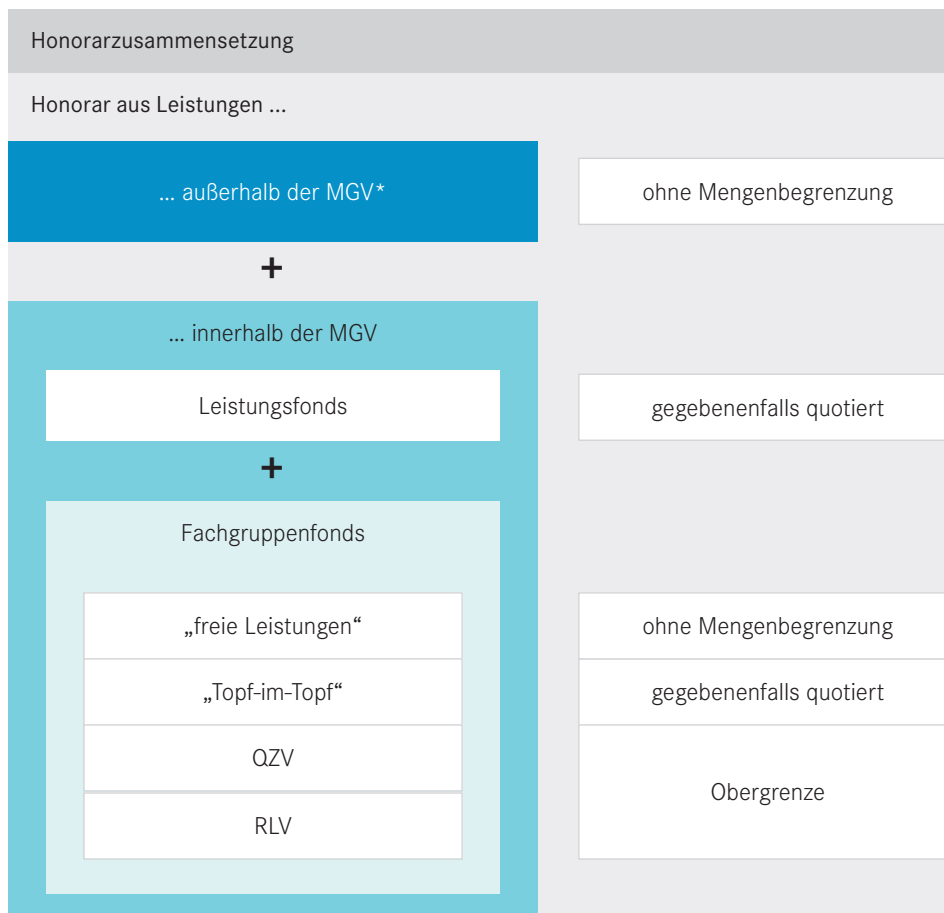 Honorarzusammensetzung
Honorar aus Leistungen ...
... außerhalb der MGV*
ohne Mengenbegrenzung
+
... innerhalb der MGV
Leistungsfonds
gegebenenfalls quotiert
+
Fachgruppenfonds
„freie Leistungen“
ohne Mengenbegrenzung
„Topf-im-Topf“
gegebenenfalls quotiert
QZV
Obergrenze
RLV